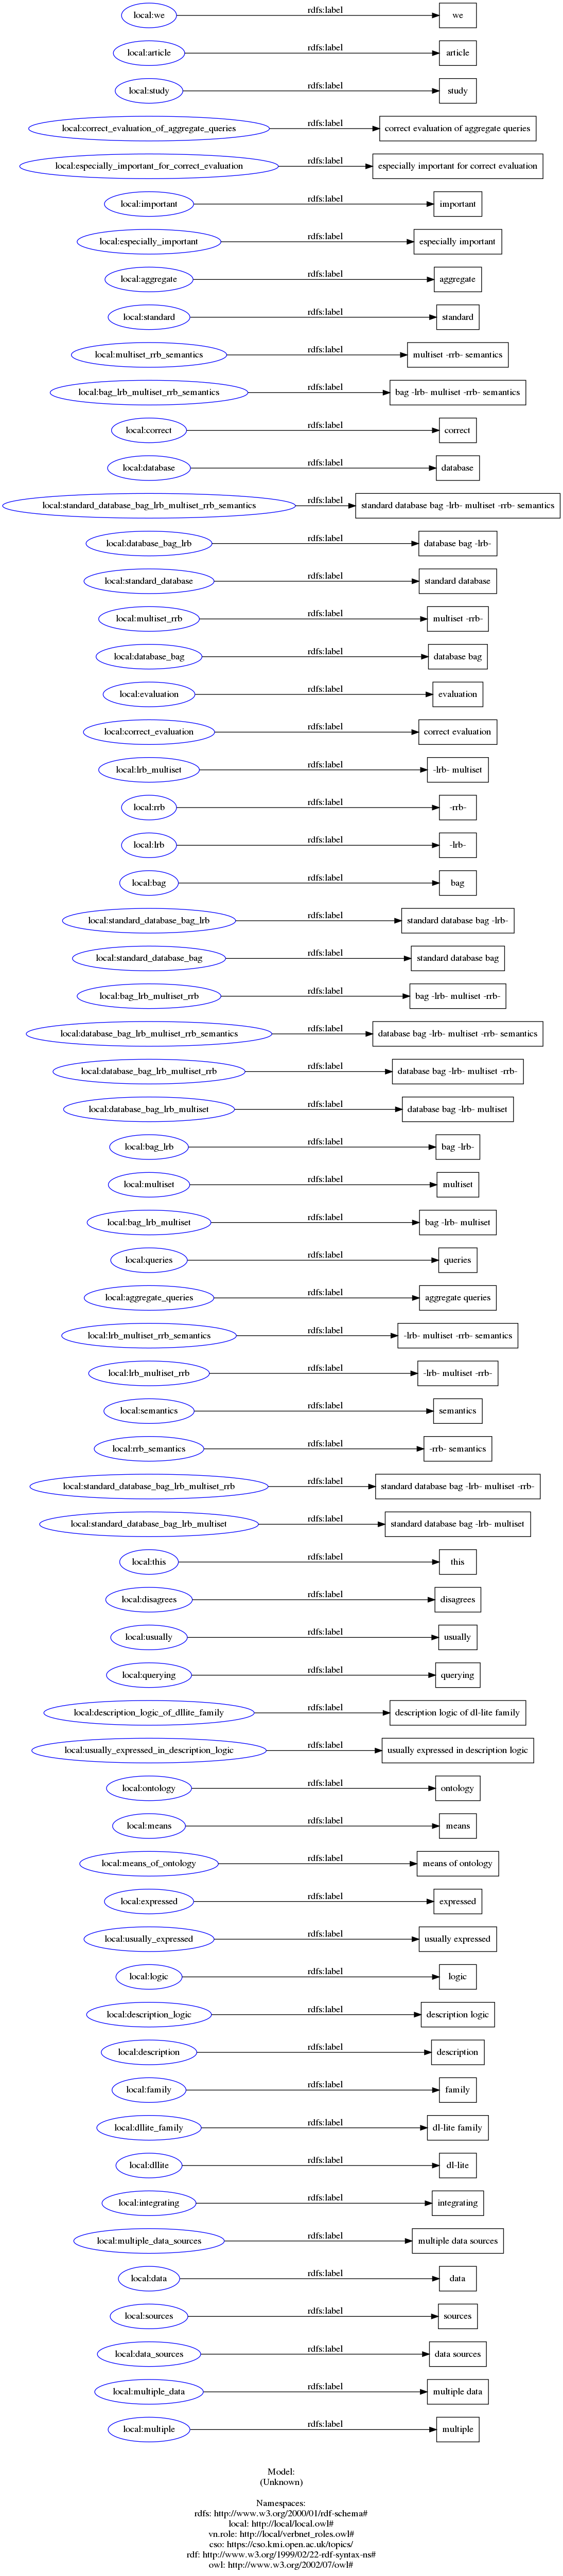 local:we rdfs:label we
local:article rdfs:label article
local:study rdfs:label study
local:correct_evaluation_of_aggregate_queries rdfs:label correct evaluation of aggregate queries
local:especially_important_for_correct_evaluation rdfs:label especially important for correct evaluation
local:important rdfs:label important
local:especially_important rdfs:label especially important
local:aggregate rdfs:label aggregate
local:standard rdfs:label standard
local:multiset_rrb_semantics rdfs:label multiset -rrb- semantics
local:bag_lrb_multiset_rrb_semantics rdfs:label bag -lrb- multiset -rrb- semantics
local:correct rdfs:label correct
local:database rdfs:label database
local:standard_database_bag_lrb_multiset_rrb_semantics rdfs:label standard database bag -lrb- multiset -rrb- semantics
local:database_bag_lrb rdfs:label database bag -lrb-
local:standard_database rdfs:label standard database
local:multiset_rrb rdfs:label multiset -rrb-
local:database_bag rdfs:label database bag
local:evaluation rdfs:label evaluation
local:correct_evaluation rdfs:label correct evaluation
local:lrb_multiset rdfs:label -lrb- multiset
local:rrb rdfs:label -rrb-
local:lrb rdfs:label -lrb-
local:bag rdfs:label bag
local:standard_database_bag_lrb rdfs:label standard database bag -lrb-
local:standard_database_bag rdfs:label standard database bag
local:bag_lrb_multiset_rrb rdfs:label bag -lrb- multiset -rrb-
local:database_bag_lrb_multiset_rrb_semantics rdfs:label database bag -lrb- multiset -rrb- semantics
local:database_bag_lrb_multiset_rrb rdfs:label database bag -lrb- multiset -rrb-
local:database_bag_lrb_multiset rdfs:label database bag -lrb- multiset
local:bag_lrb rdfs:label bag -lrb-
local:multiset rdfs:label multiset
local:bag_lrb_multiset rdfs:label bag -lrb- multiset
local:queries rdfs:label queries
local:aggregate_queries rdfs:label aggregate queries
local:lrb_multiset_rrb_semantics rdfs:label -lrb- multiset -rrb- semantics
local:lrb_multiset_rrb rdfs:label -lrb- multiset -rrb-
local:semantics rdfs:label semantics
local:rrb_semantics rdfs:label -rrb- semantics
local:standard_database_bag_lrb_multiset_rrb rdfs:label standard database bag -lrb- multiset -rrb-
local:standard_database_bag_lrb_multiset rdfs:label standard database bag -lrb- multiset
local:this rdfs:label this
local:disagrees rdfs:label disagrees
local:usually rdfs:label usually
local:querying rdfs:label querying
local:description_logic_of_dllite_family rdfs:label description logic of dl-lite family
local:usually_expressed_in_description_logic rdfs:label usually expressed in description logic
local:ontology rdfs:label ontology
local:means rdfs:label means
local:means_of_ontology rdfs:label means of ontology
local:expressed rdfs:label expressed
local:usually_expressed rdfs:label usually expressed
local:logic rdfs:label logic
local:description_logic rdfs:label description logic
local:description rdfs:label description
local:family rdfs:label family
local:dllite_family rdfs:label dl-lite family
local:dllite rdfs:label dl-lite
local:integrating rdfs:label integrating
local:multiple_data_sources rdfs:label multiple data sources
local:data rdfs:label data
local:sources rdfs:label sources
local:data_sources rdfs:label data sources
local:multiple_data rdfs:label multiple data
local:multiple rdfs:label multiple
Model:
(Unknown)
Namespaces:
rdfs: http://www.w3.org/2000/01/rdf-schema#
local: http://local/local.owl#
vn.role: http://local/verbnet_roles.owl#
cso: https://cso.kmi.open.ac.uk/topics/
rdf: http://www.w3.org/1999/02/22-rdf-syntax-ns#
owl: http://www.w3.org/2002/07/owl#